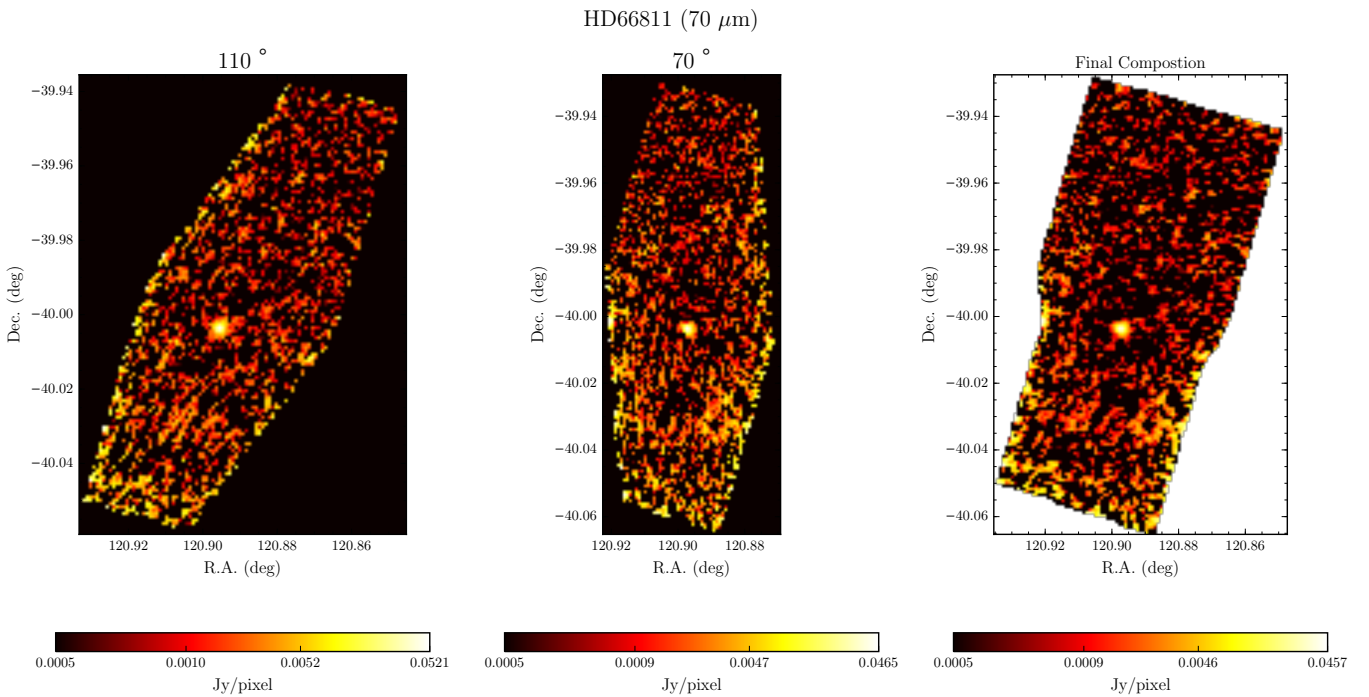 HD66811 (70 μm)
110 °
−39.94
−39.96
−39.98
−40.00
−40.02
−40.04
Dec. (deg)
120.92 120.90 120.88 120.86
R.A. (deg)
0.0005 0.0010 0.0052 0.0521
Jy/pixel
70 °
−39.94
−39.96
−39.98
−40.00
−40.02
−40.04
−40.06
Dec. (deg)
120.92 120.90 120.88
R.A. (deg)
0.0005 0.0009 0.0047 0.0465
Jy/pixel
Final Compostion
−39.94
−39.96
−39.98
−40.00
−40.02
−40.04
−40.06
Dec. (deg)
120.92 120.90 120.88 120.86
R.A. (deg)
0.0005 0.0009 0.0046 0.0457
Jy/pixel